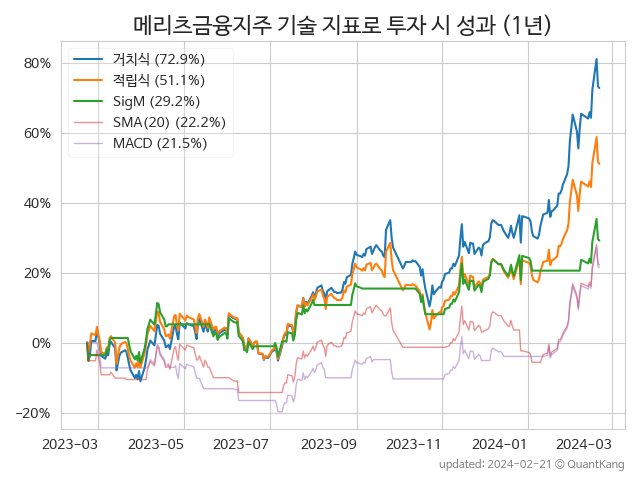 메리츠금융지주 기술 지표로 투자 시 성과 (1년)
거치식 (72.9%)
적립식 (51.1%)
SigM (29.2%)
SMA(20) (22.2%)
MACD (21.5%)
80%
60%
40%
20%
0%
−20%
2023-03 2023-05 2023-07 2023-09 2023-11 2024-01 2024-03
updated: 2024-02-21 © QuantKang